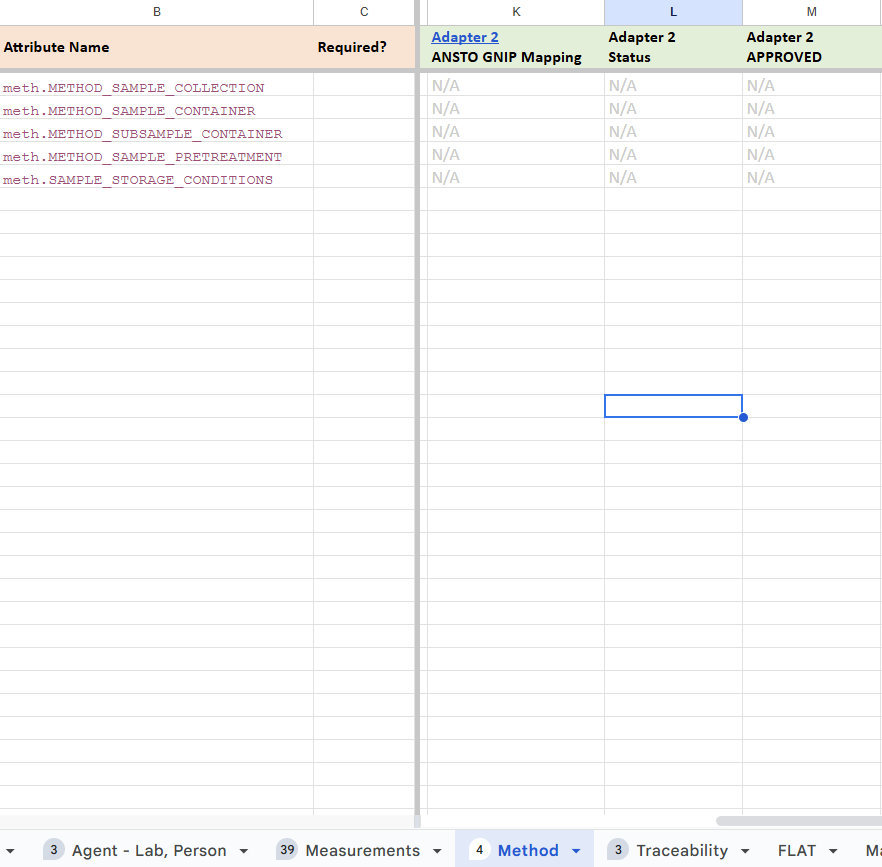 B C K L M
Attribute Name Required? Adapter 2 ANSTO GNIP Mapping Adapter 2 Status Adapter 2 APPROVED
meth.METHOD_SAMPLE_COLLECTION N/A N/A N/A
meth.METHOD_SAMPLE_CONTAINER N/A N/A N/A
meth.METHOD_SUBSAMPLE_CONTAINER N/A N/A N/A
meth.METHOD_SAMPLE_PRETREATMENT N/A N/A N/A
meth.SAMPLE_STORAGE_CONDITIONS N/A N/A N/A
3 Agent - Lab, Person 39 Measurements 4 Method 3 Traceability FLAT Ma